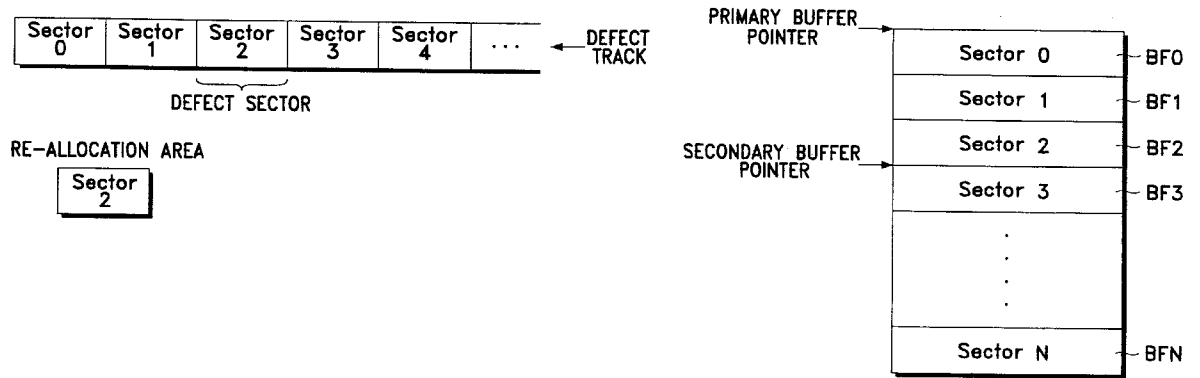 Sector 0
Sector 1
Sector 2
Sector 3
Sector 4
...
DEFECT TRACK
DEFECT SECTOR
RE-ALLOCATION AREA
Sector 2
PRIMARY BUFFER POINTER
SECONDARY BUFFER POINTER
Sector 0
BF0
Sector 1
BF1
Sector 2
BF2
Sector 3
BF3
Sector N
BFN